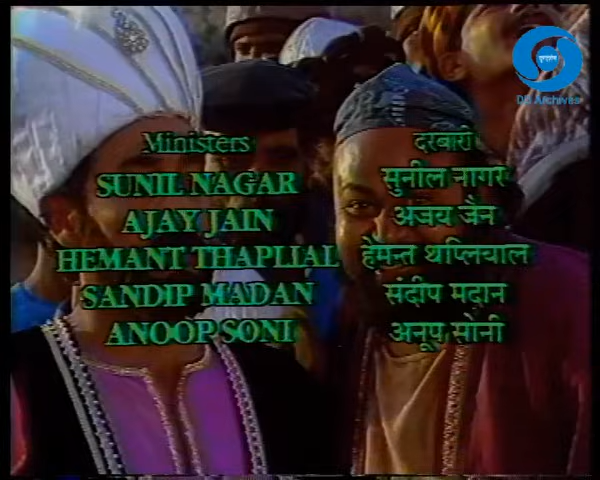 DD Archives
Ministers
दरबारी
SUNIL NAGAR
सुनील नागर
AJAY JAIN
अजय जैन
HEMANT THAPLIAL
हेमन्त थप्लियाल
SANDIP MADAN
संदीप मदान
ANOOP SONI
अनूप सोनी